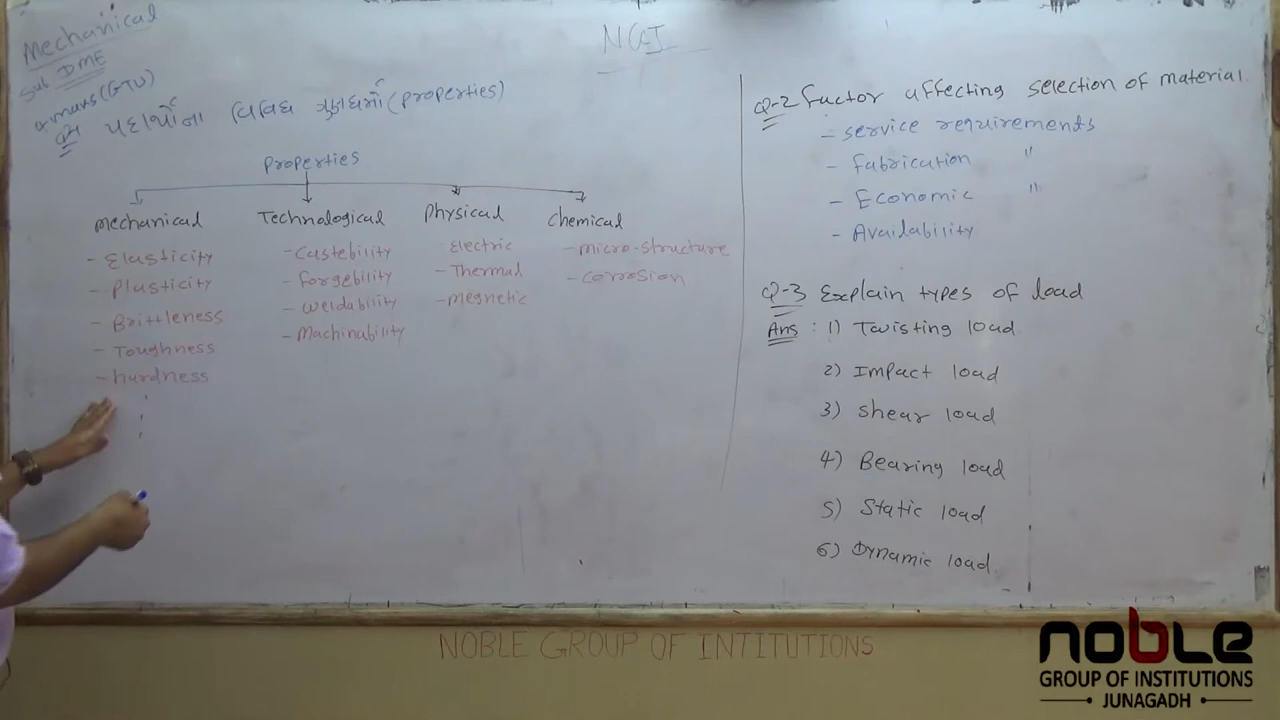 Mechanical
Sub DME
NGI
4 marks (GTU)
પદાર્થોના વિવિધ ગુણધર્મો (properties)
Properties
Mechanical
- Elasticity
- Plasticity
- Brittleness
- Toughness
- hardness
Technological
- Castebility
- forgebility
- weldability
- Machinability
Physical
Electric
- Thermal
- Megnetic
Chemical
- micro-structure
- corrosion
Q-2 factor affecting selection of material
- service requirements
- Fabrication "
- Economic "
- Availability
Q-3 Explain types of load
Ans : 1) Twisting load
2) Impact load
3) Shear load
4) Bearing load
5) Static load
6) Dynamic load
NOBLE GROUP OF INTITUTIONS
noble
GROUP OF INSTITUTIONS
JUNAGADH